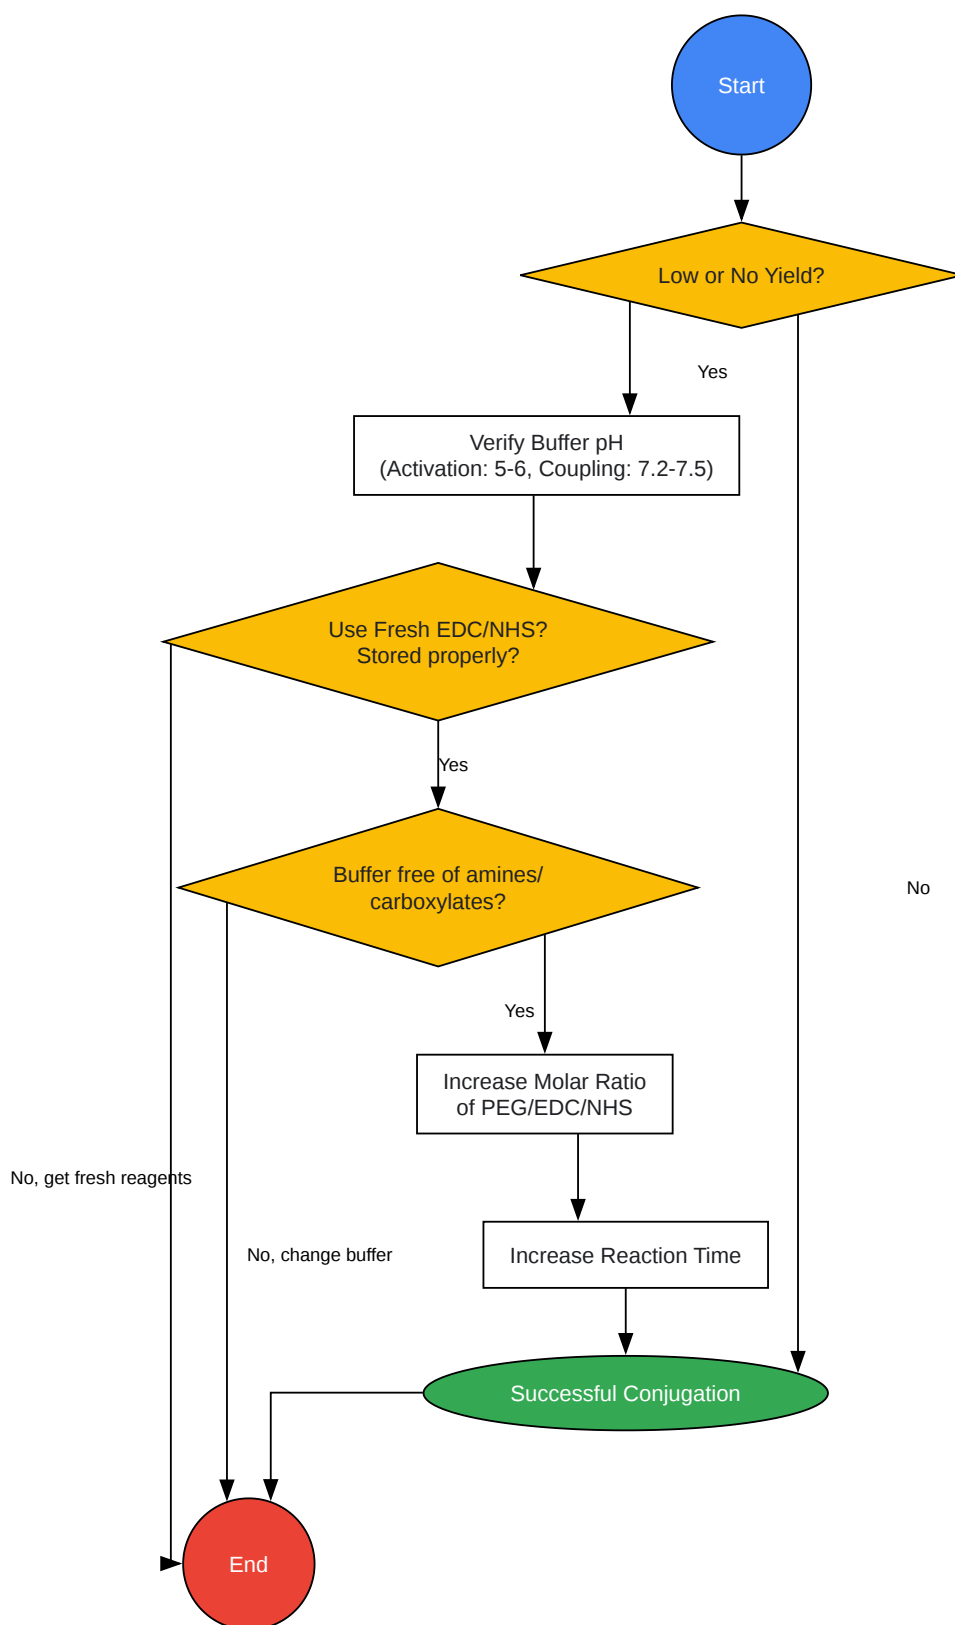 Start
Low or No Yield?
Yes
Verify Buffer pH
(Activation: 5-6, Coupling: 7.2-7.5)
Use Fresh EDC/NHS?
Stored properly?
Yes
Buffer free of amines/
carboxylates?
No
Yes
Increase Molar Ratio
of PEG/EDC/NHS
No, get fresh reagents
No, change buffer
Increase Reaction Time
Successful Conjugation
End